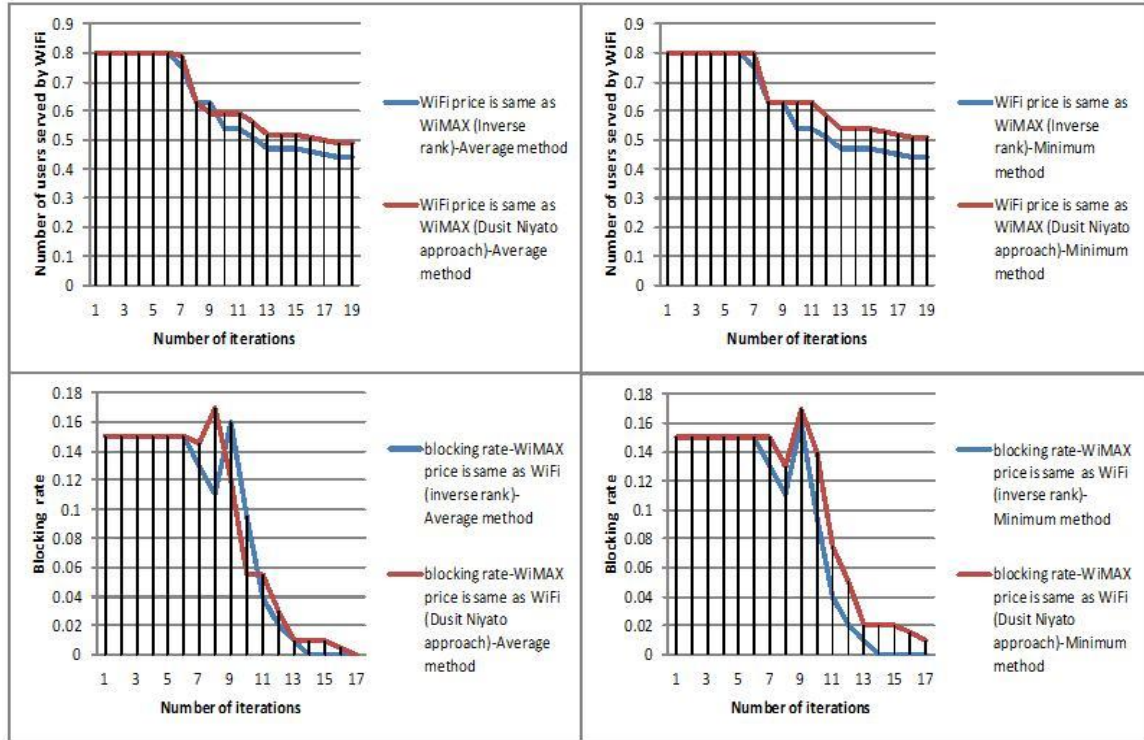 0.9
0.8
0.7
0.6
0.5
0.4
0.3
0.2
0.1
0
Number of users served by WiFi
1 3 5 7 9 11 13 15 17 19
Number of iterations
WiFi price is same as
WiMAX (Inverse
rank)-Average method
WiFi price is same as
WiMAX (Dusit Niyato
approach)-Average
method
0.9
0.8
0.7
0.6
0.5
0.4
0.3
0.2
0.1
0
Number of users served by WiFi
1 3 5 7 9 11 13 15 17 19
Number of iterations
WiFi price is same as
WiMAX (Inverse
rank)-Minimum
method
WiFi price is same as
WiMAX (Dusit Niyato
approach)-Minimum
method
0.18
0.16
0.14
0.12
0.1
0.08
0.06
0.04
0.02
0
Blocking rate
1 3 5 7 9 11 13 15 17
Number of iterations
blocking rate-WiMAX
price is same as WiFi
(inverse rank)-
Average method
blocking rate-WiMAX
price is same as WiFi
(Dusit Niyato
approach)-Average
method
0.18
0.16
0.14
0.12
0.1
0.08
0.06
0.04
0.02
0
Blocking rate
1 3 5 7 9 11 13 15 17
Number of iterations
blocking rate-WiMAX
price is same as WiFi
(inverse rank)-
Minimum method
blocking rate-WiMAX
price is same as WiFi
(Dusit Niyato
approach)-Minimum
method